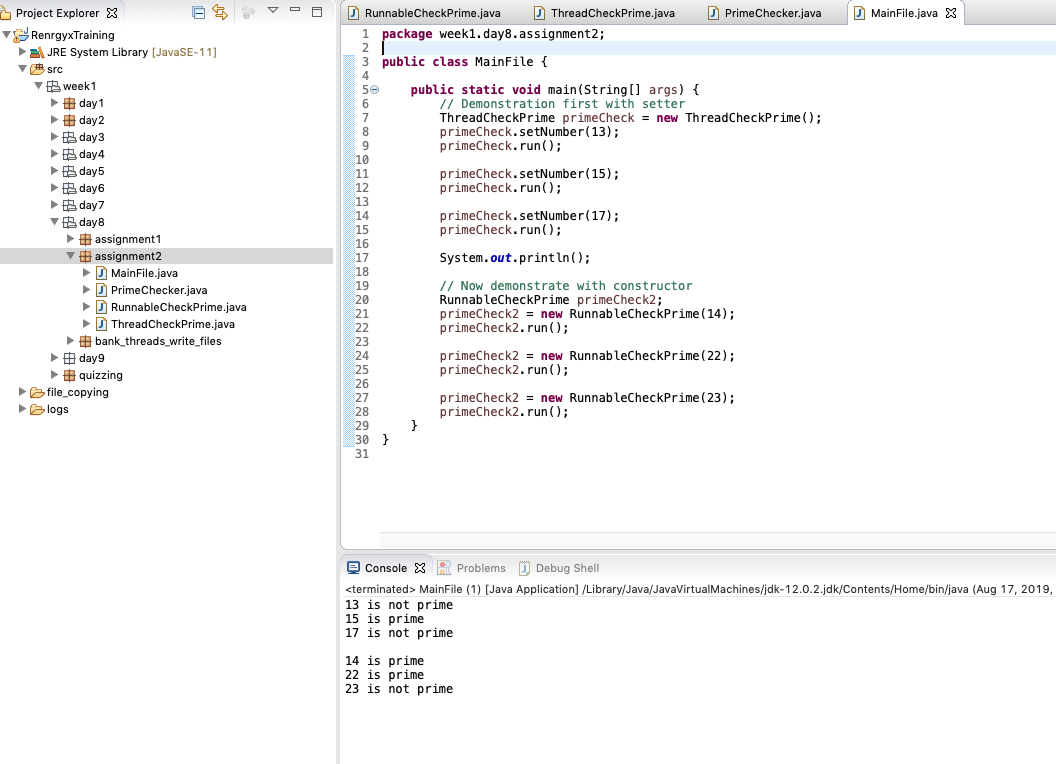 Project Explorer
RenrgyxTraining
JRE System Library [JavaSE-11]
src
week1
day1
day2
day3
day4
day5
day6
day7
day8
assignment1
assignment2
MainFile.java
PrimeChecker.java
RunnableCheckPrime.java
ThreadCheckPrime.java
bank_threads_write_files
day9
quizzing
file_copying
logs
RunnableCheckPrime.java ThreadCheckPrime.java PrimeChecker.java MainFile.java
1 package week1.day8.assignment2;
2
3 public class MainFile {
4
5 public static void main(String[] args) {
6 // Demonstration first with setter
7 ThreadCheckPrime primeCheck = new ThreadCheckPrime();
8 primeCheck.setNumber(13);
9 primeCheck.run();
10
11 primeCheck.setNumber(15);
12 primeCheck.run();
13
14 primeCheck.setNumber(17);
15 primeCheck.run();
16
17 System.out.println();
18
19 // Now demonstrate with constructor
20 RunnableCheckPrime primeCheck2;
21 primeCheck2 = new RunnableCheckPrime(14);
22 primeCheck2.run();
23
24 primeCheck2 = new RunnableCheckPrime(22);
25 primeCheck2.run();
26
27 primeCheck2 = new RunnableCheckPrime(23);
28 primeCheck2.run();
29 }
30 }
31
Console Problems Debug Shell
<terminated> MainFile (1) [Java Application] /Library/Java/JavaVirtualMachines/jdk-12.0.2.jdk/Contents/Home/bin/java (Aug 17, 2019,
13 is not prime
15 is prime
17 is not prime
14 is prime
22 is prime
23 is not prime